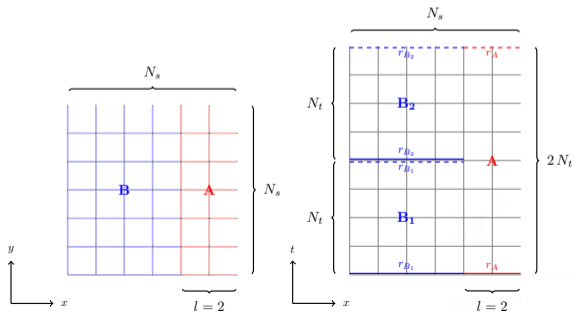 N_s
B
A
N_s
y
x
l = 2
N_s
r_{B_2}
r_A
N_t
B_2
r_{B_2}
A
2 N_t
r_{B_1}
N_t
B_1
r_{B_1}
r_A
t
x
l = 2